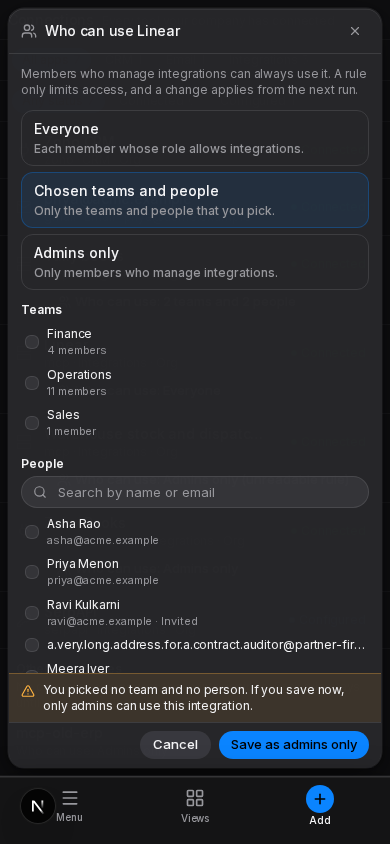 Who can use Linear
Members who manage integrations can always use it. A rule
only limits access, and a change applies from the next run.
Everyone
Each member whose role allows integrations.
Chosen teams and people
Only the teams and people that you pick.
Admins only
Only members who manage integrations.
Teams
Finance
4 members
Operations
11 members
Sales
1 member
People
Search by name or email
Asha Rao
asha@acme.example
Priya Menon
priya@acme.example
Ravi Kulkarni
ravi@acme.example · Invited
a.very.long.address.for.a.contract.auditor@partner-fir...
Meera Iyer
You picked no team and no person. If you save now,
only admins can use this integration.
Cancel
Save as admins only
N
Menu
Views
Add